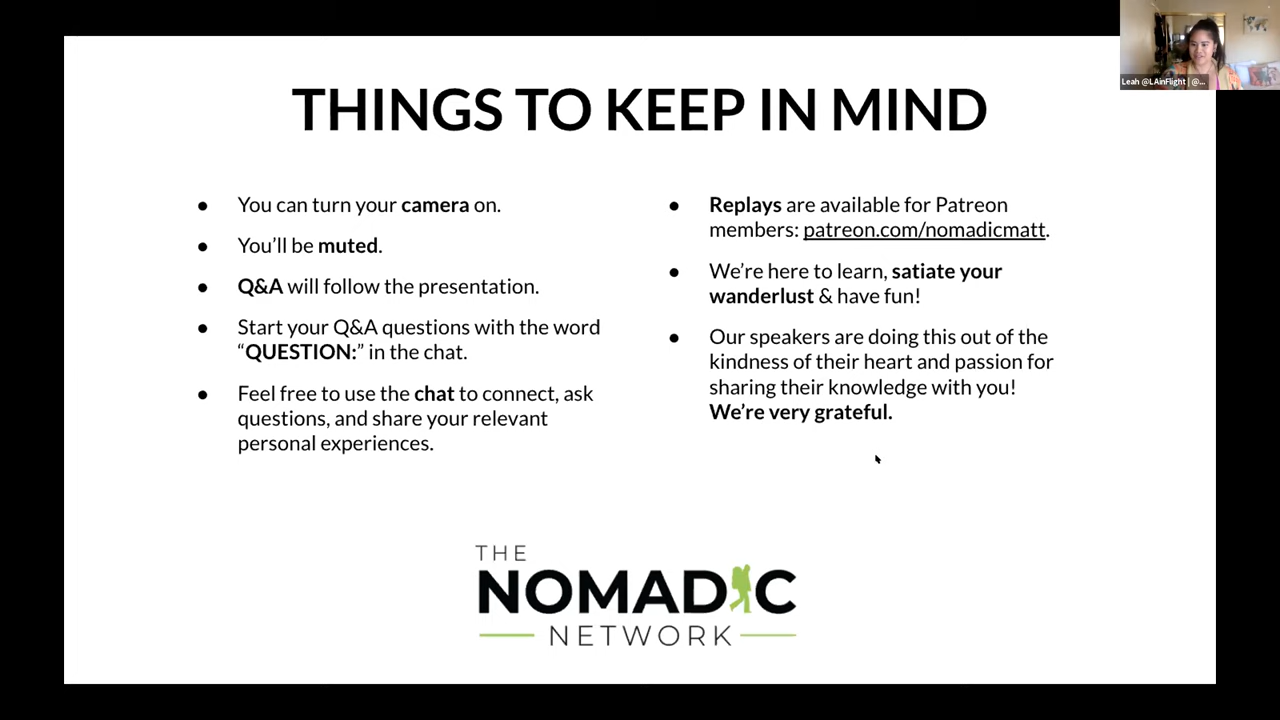 THINGS TO KEEP IN MIND
● You can turn your camera on.
● You’ll be muted.
● Q&A will follow the presentation.
● Start your Q&A questions with the word
“QUESTION:” in the chat.
● Feel free to use the chat to connect, ask
questions, and share your relevant
personal experiences.
● Replays are available for Patreon
members: patreon.com/nomadicmatt.
● We’re here to learn, satiate your
wanderlust & have fun!
● Our speakers are doing this out of the
kindness of their heart and passion for
sharing their knowledge with you!
We’re very grateful.
THE
NOMADIC
NETWORK
Leah @LAinFlight | @...